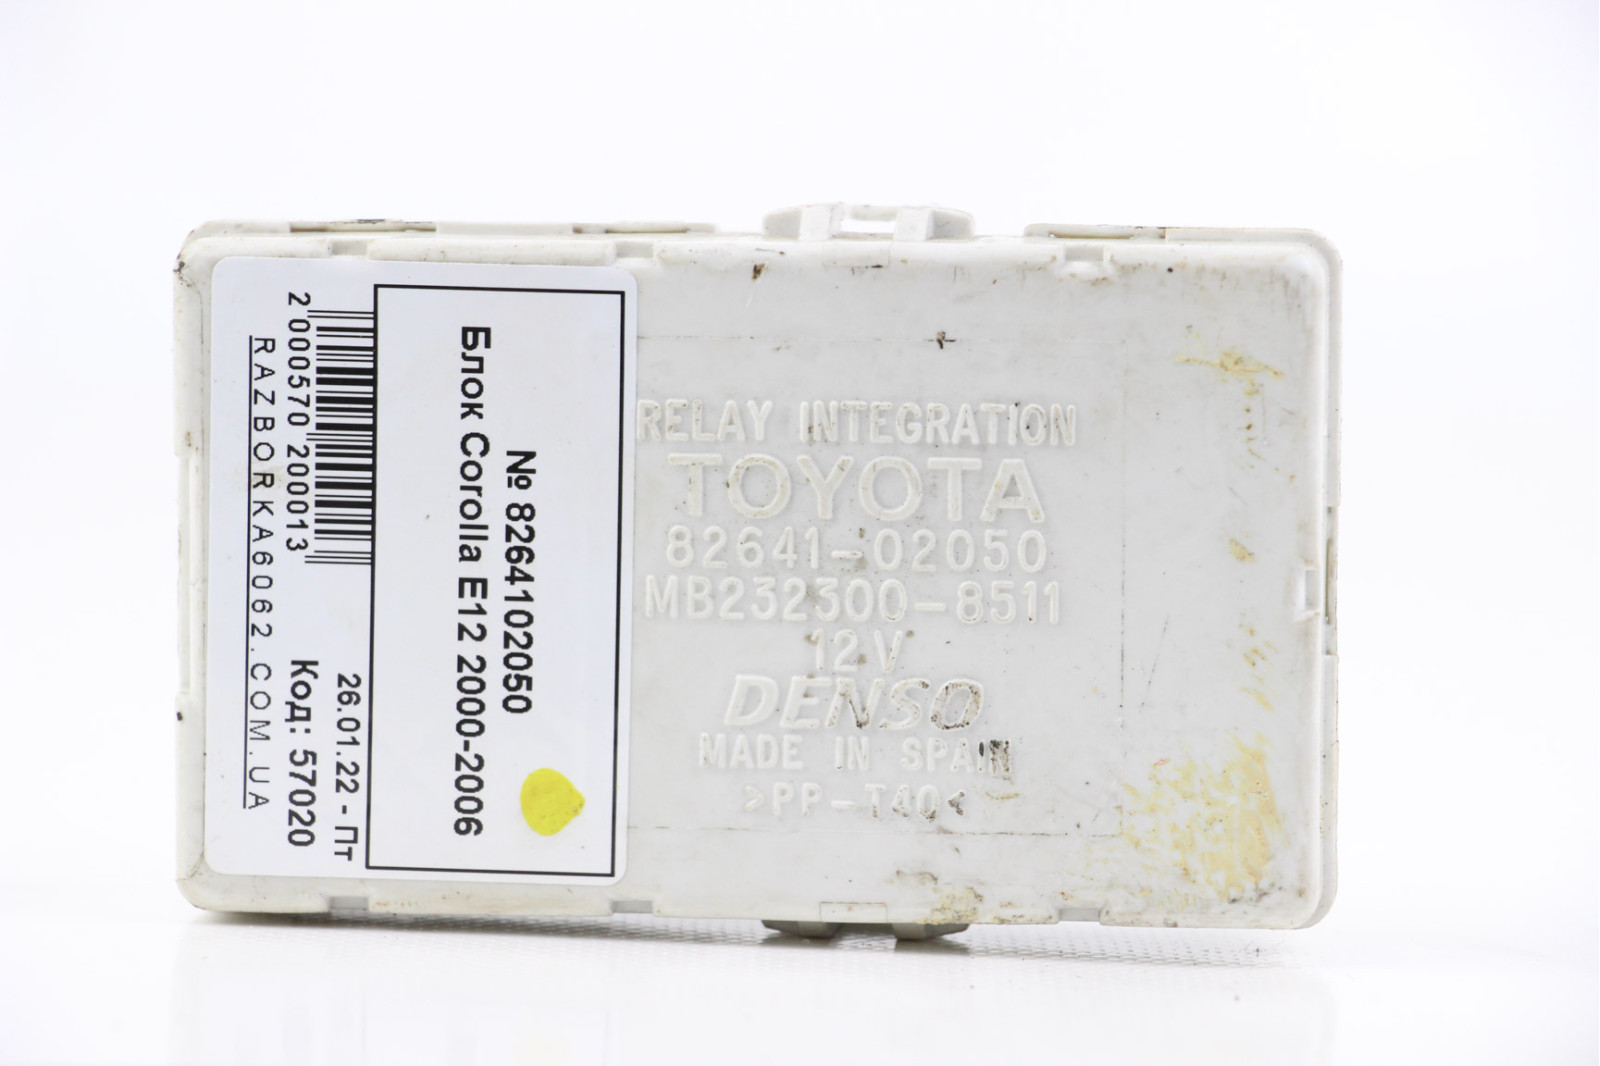 № 8264102050
Блок Corolla E12 2000-2006
26.01.22 - Пт
2 000570 200013
Код: 57020
RAZBORKA6062.COM.UA
RELAY INTEGRATION
TOYOTA
82641-02050
MB232300-8511
12V
DENSO
MADE IN SPAIN
>PP-T40<